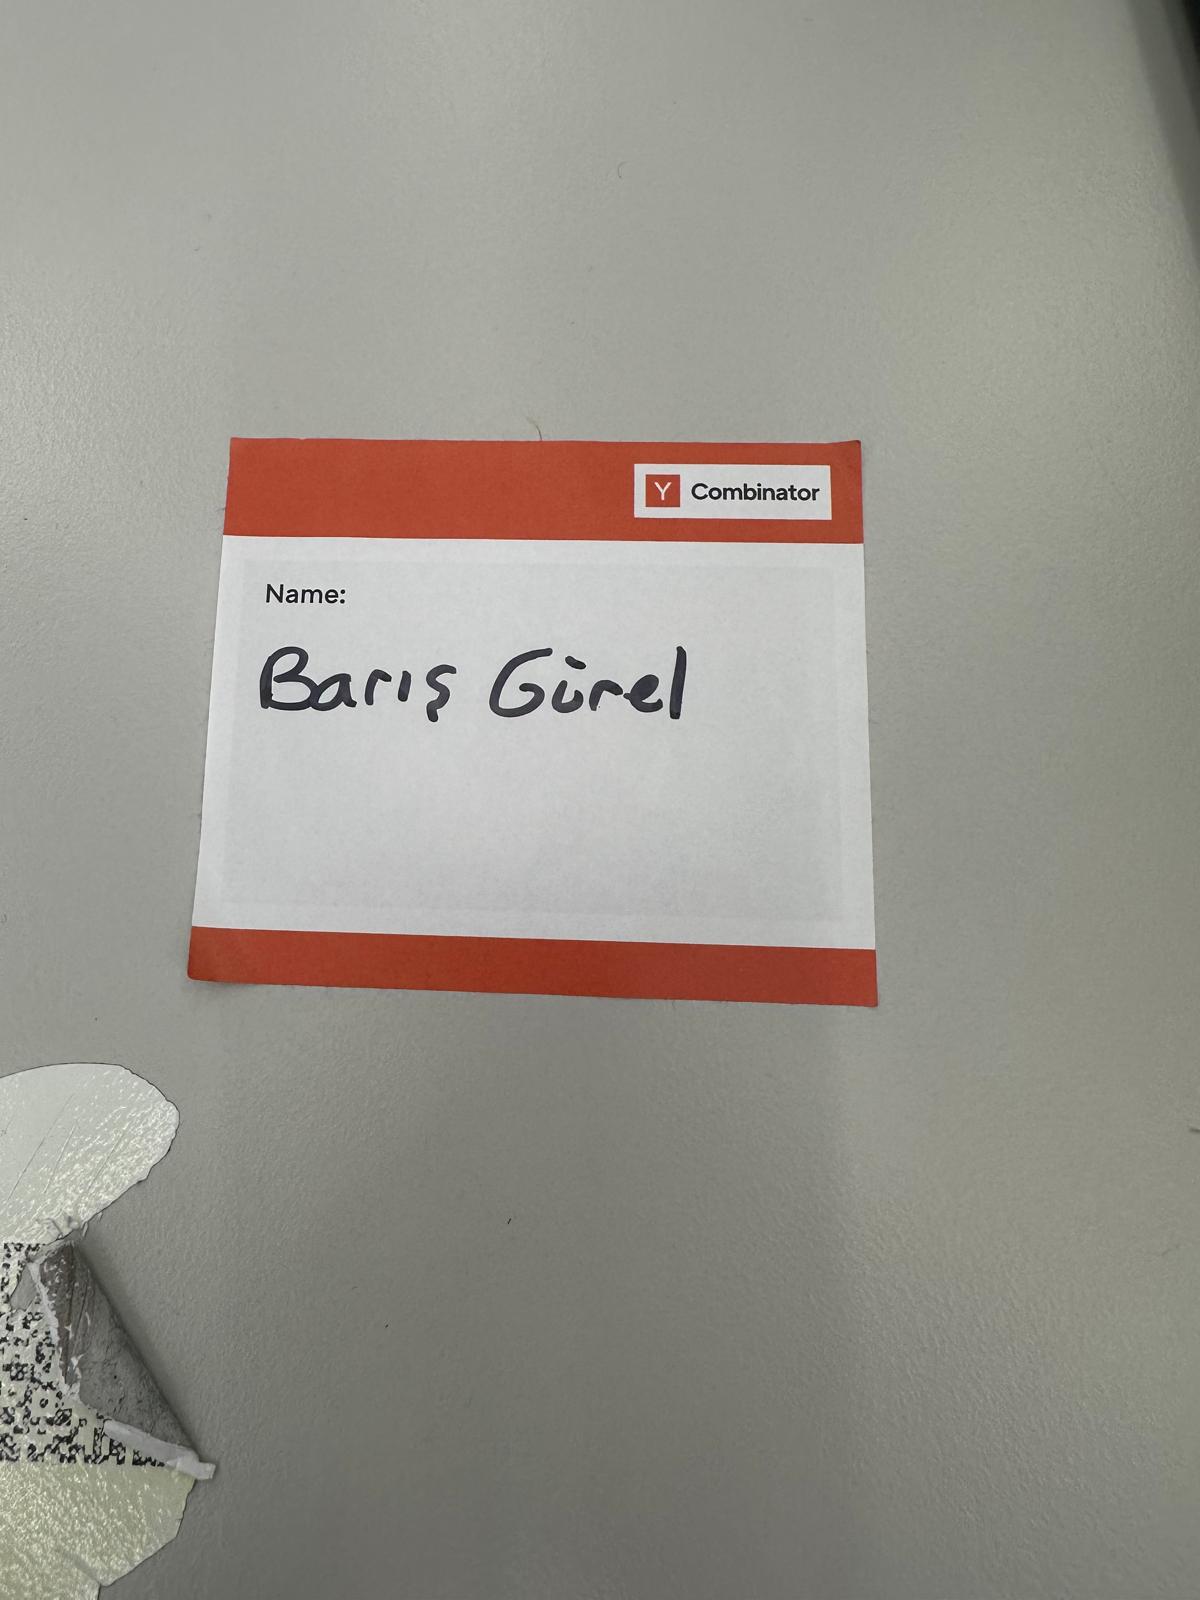 Y Combinator
Name:
Barış Gürel